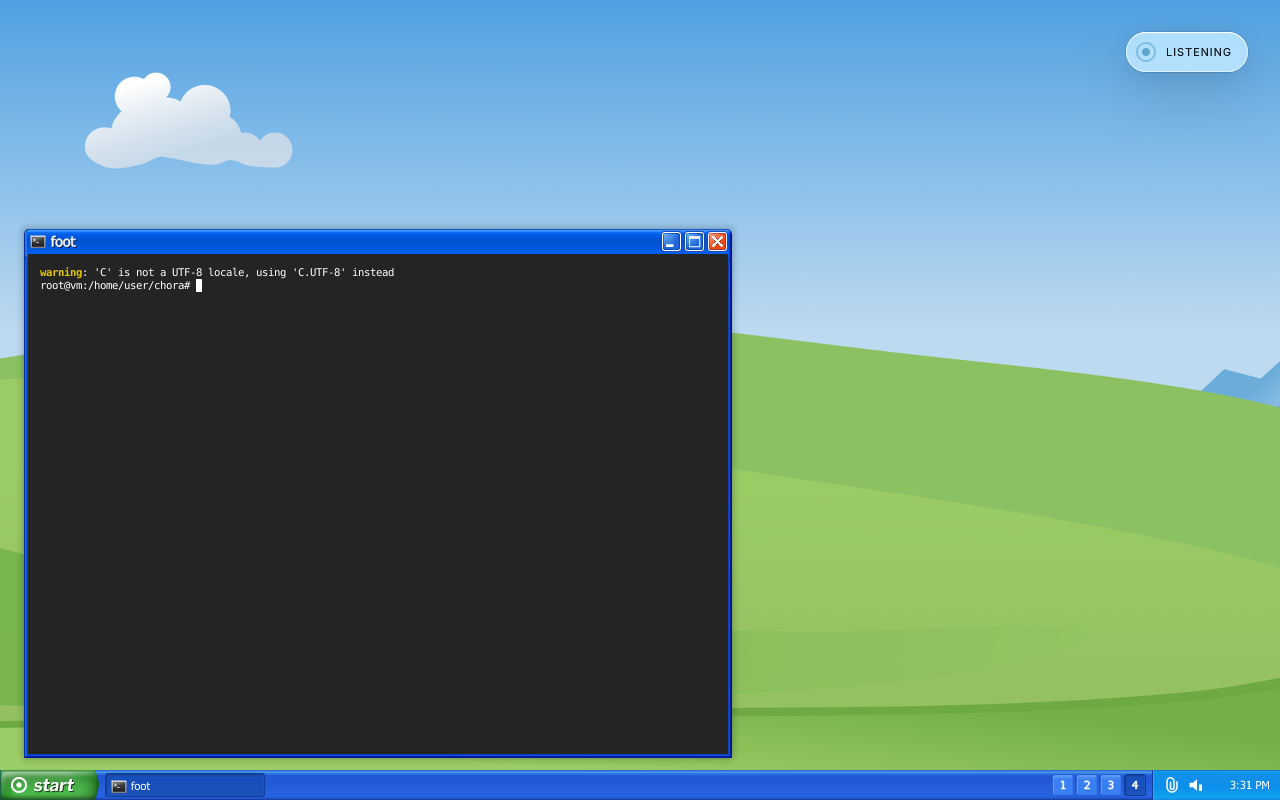 LISTENING
foot
warning: 'C' is not a UTF-8 locale, using 'C.UTF-8' instead
root@vm:/home/user/chora#
start
foot
1 2 3 4
3:31 PM